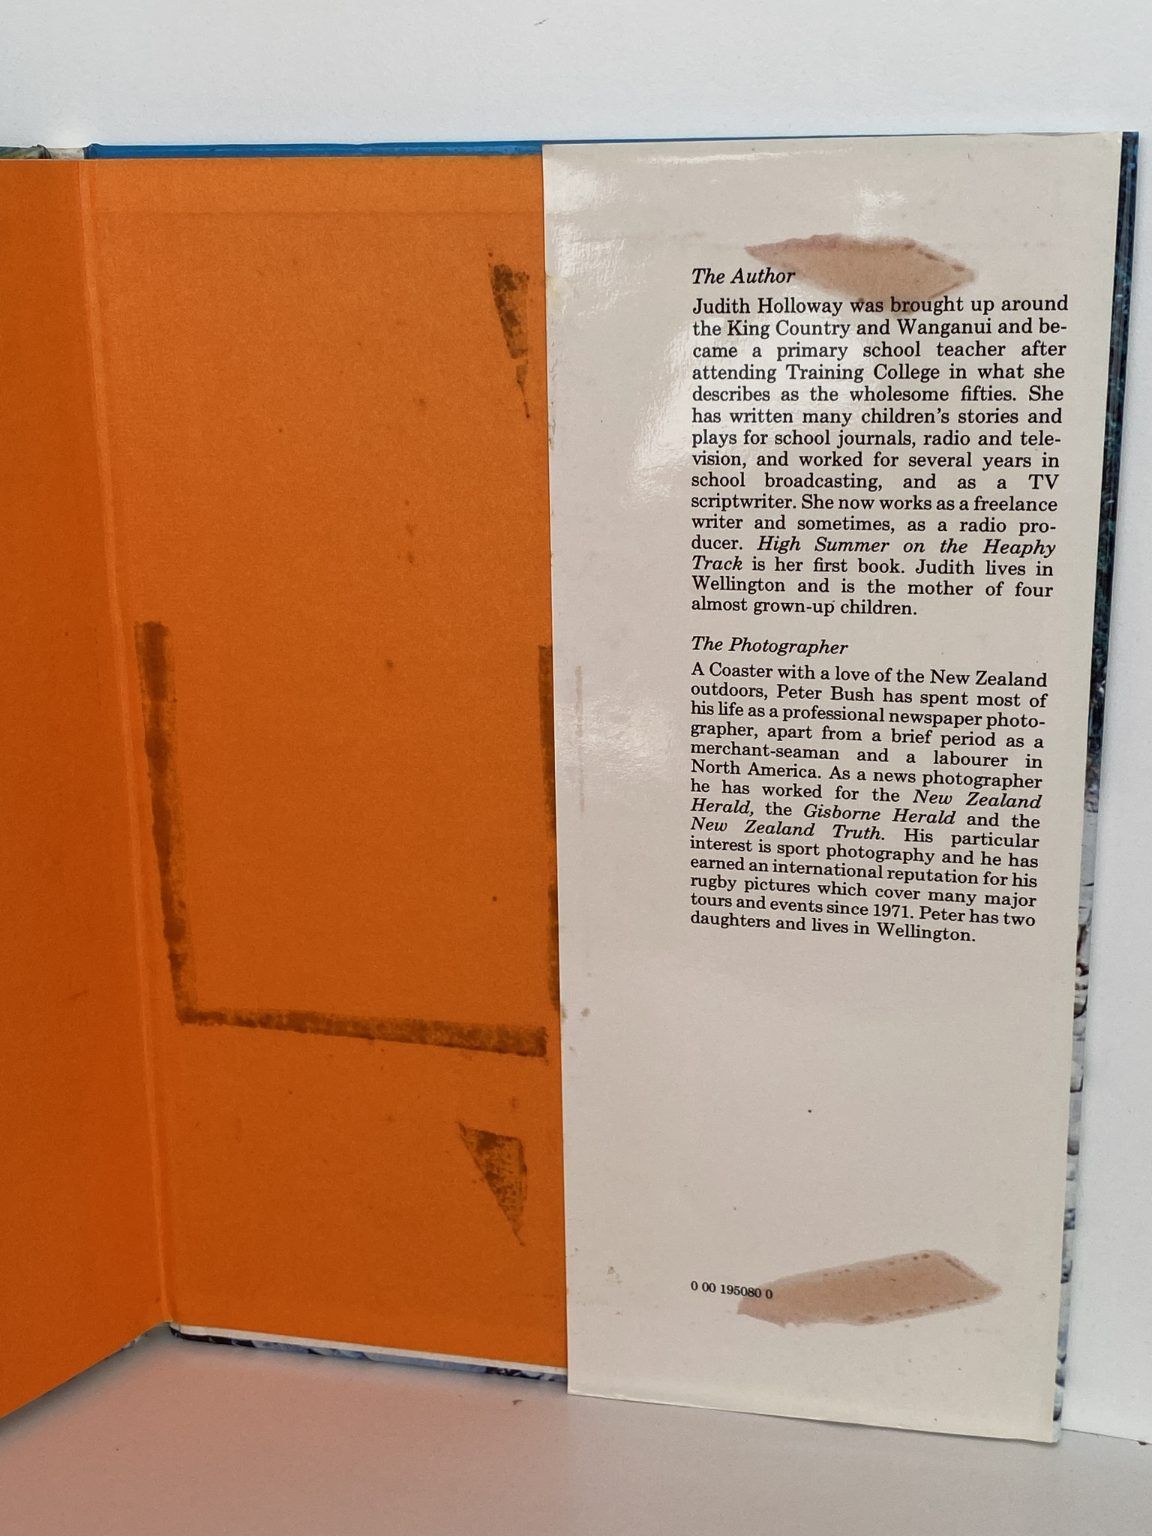 The Author
Judith Holloway was brought up around
the King Country and Wanganui and be-
came a primary school teacher after
attending Training College in what she
describes as the wholesome fifties. She
has written many children's stories and
plays for school journals, radio and tele-
vision, and worked for several years in
school broadcasting, and as a TV
scriptwriter. She now works as a freelance
writer and sometimes, as a radio pro-
ducer. High Summer on the Heaphy
Track is her first book. Judith lives in
Wellington and is the mother of four
almost grown-up children.
The Photographer
A Coaster with a love of the New Zealand
outdoors, Peter Bush has spent most of
his life as a professional newspaper photo-
grapher, apart from a brief period as a
merchant-seaman and a labourer in
North America. As a news photographer
he has worked for the New Zealand
Herald, the Gisborne Herald and the
New Zealand Truth. His particular
interest is sport photography and he has
earned an international reputation for his
rugby pictures which cover many major
tours and events since 1971. Peter has two
daughters and lives in Wellington.
0 00 195080 0